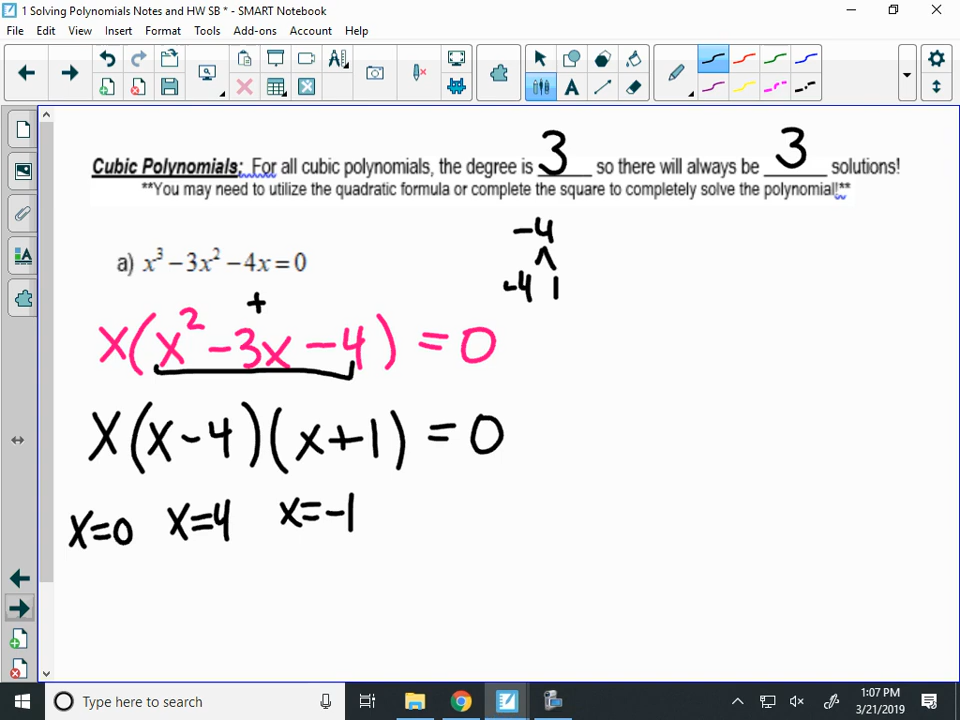 1 Solving Polynomials Notes and HW SB * - SMART Notebook
File Edit View Insert Format Tools Add-ons Account Help
Cubic Polynomials: For all cubic polynomials, the degree is 3 so there will always be 3 solutions!
**You may need to utilize the quadratic formula or complete the square to completely solve the polynomial!**
-4
a) x³ - 3x² - 4x = 0
-4 1
+
x(x² - 3x - 4) = 0
x(x-4)(x+1) = 0
x=0 x=4 x=-1
Type here to search
1:07 PM
3/21/2019